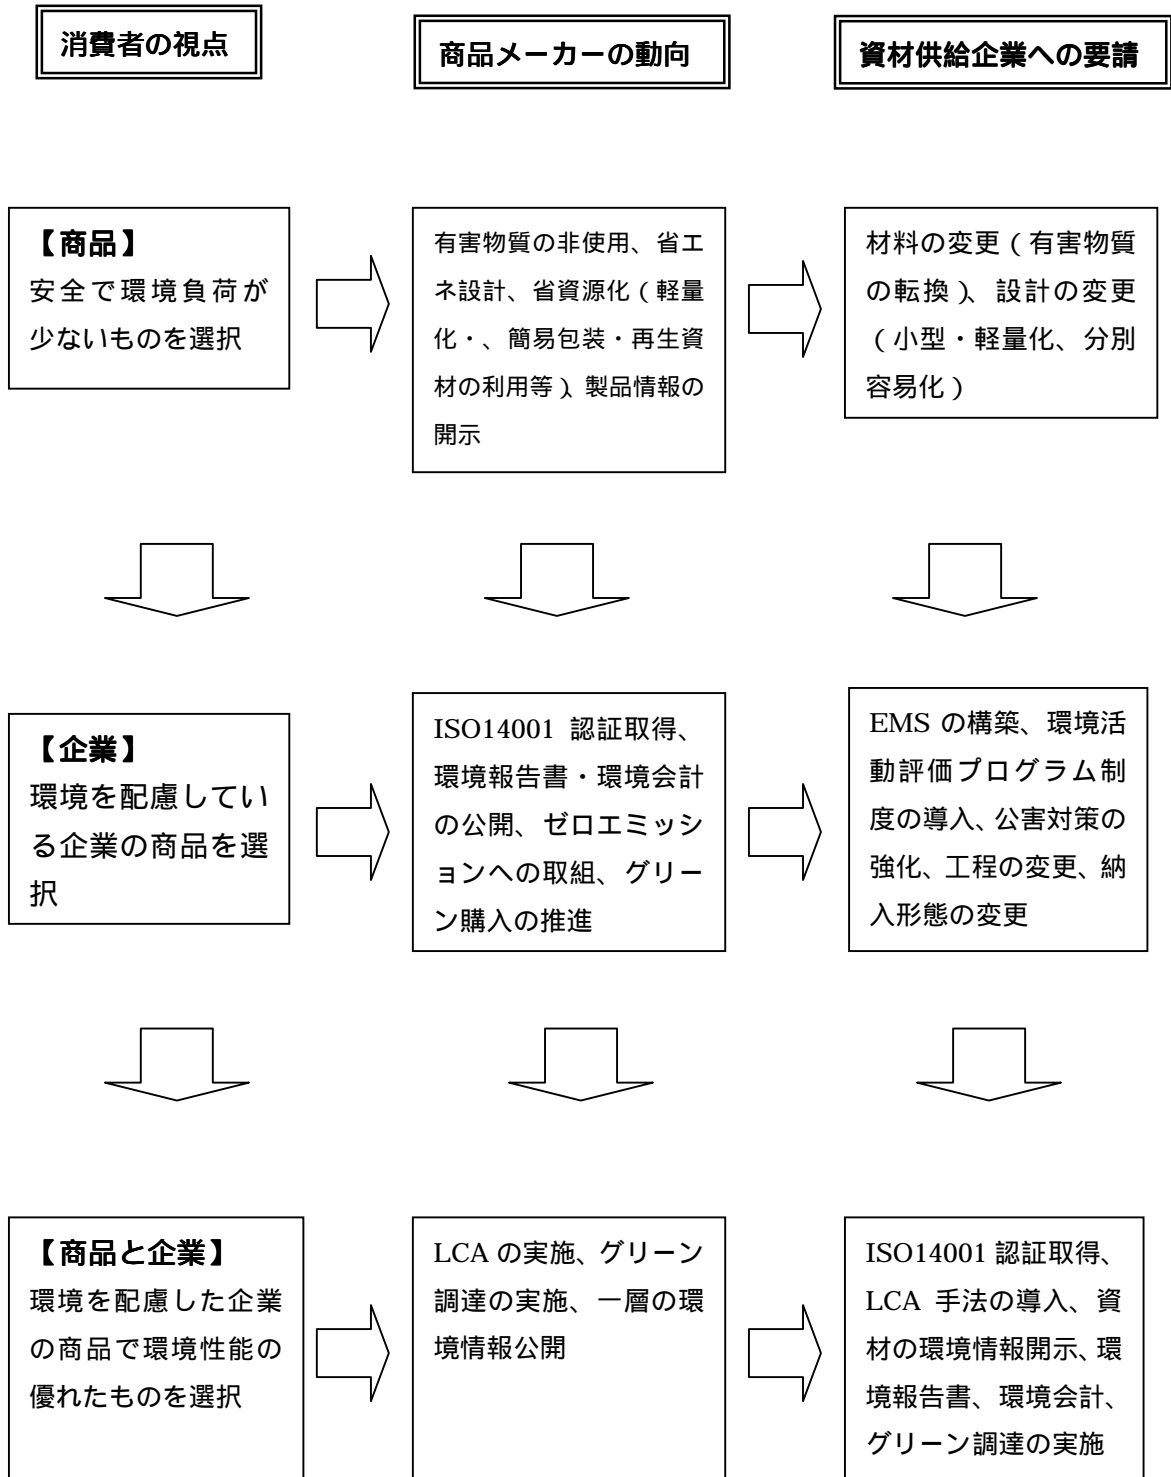 消費者の視点
商品メーカーの動向
資材供給企業への要請
【商品】
安全で環境負荷が
少ないものを選択
有害物質の非使用、省エ
ネ設計、省資源化（軽量
化・、簡易包装・再生資
材の利用等）、製品情報の
開示
材料の変更（有害物質
の転換）、設計の変更
（小型・軽量化、分別
容易化）
【企業】
環境を配慮してい
る企業の商品を選
択
ISO14001 認証取得、
環境報告書・環境会計
の公開、ゼロエミッシ
ョンへの取組、グリー
ン購入の推進
EMS の構築、環境活
動評価プログラム制
度の導入、公害対策の
強化、工程の変更、納
入形態の変更
【商品と企業】
環境を配慮した企業
の商品で環境性能の
優れたものを選択
LCA の実施、グリーン
調達の実施、一層の環
境情報公開
ISO14001 認証取得、
LCA 手法の導入、資
材の環境情報開示、環
境報告書、環境会計、
グリーン調達の実施